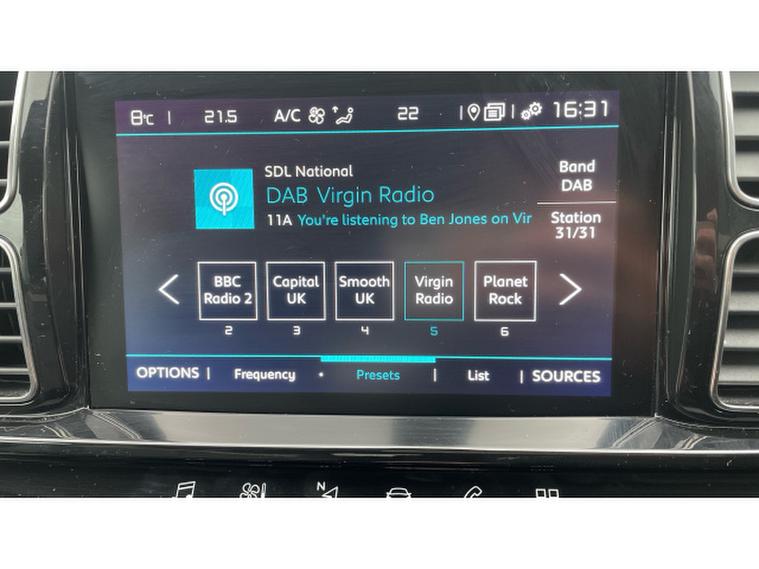 8°C | 21.5 A/C 22 16:31
SDL National
DAB Virgin Radio
11A You're listening to Ben Jones on Vir
Band
DAB
Station
31/31
BBC
Radio 2
2
Capital
UK
3
Smooth
UK
4
Virgin
Radio
5
Planet
Rock
6
OPTIONS | Frequency • Presets | List | SOURCES
N